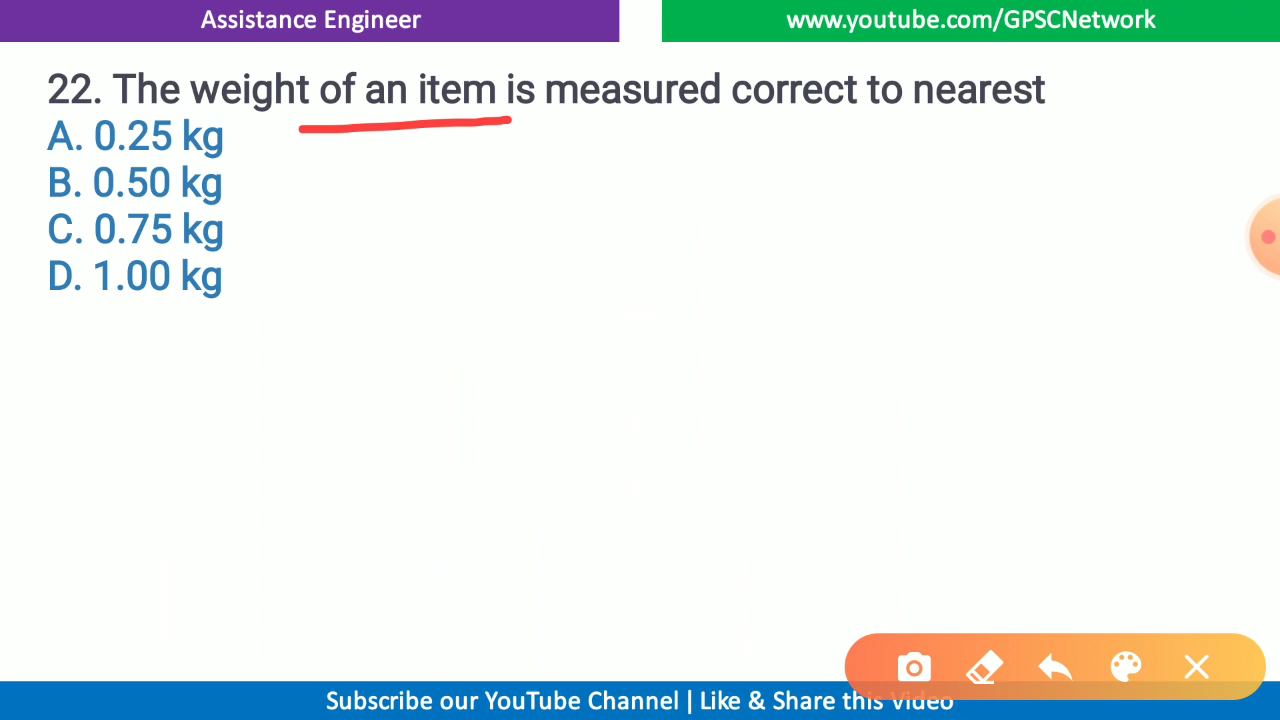 Assistance Engineer
www.youtube.com/GPSCNetwork
22. The weight of an item is measured correct to nearest
A. 0.25 kg
B. 0.50 kg
C. 0.75 kg
D. 1.00 kg
Subscribe our YouTube Channel | Like & Share this Video